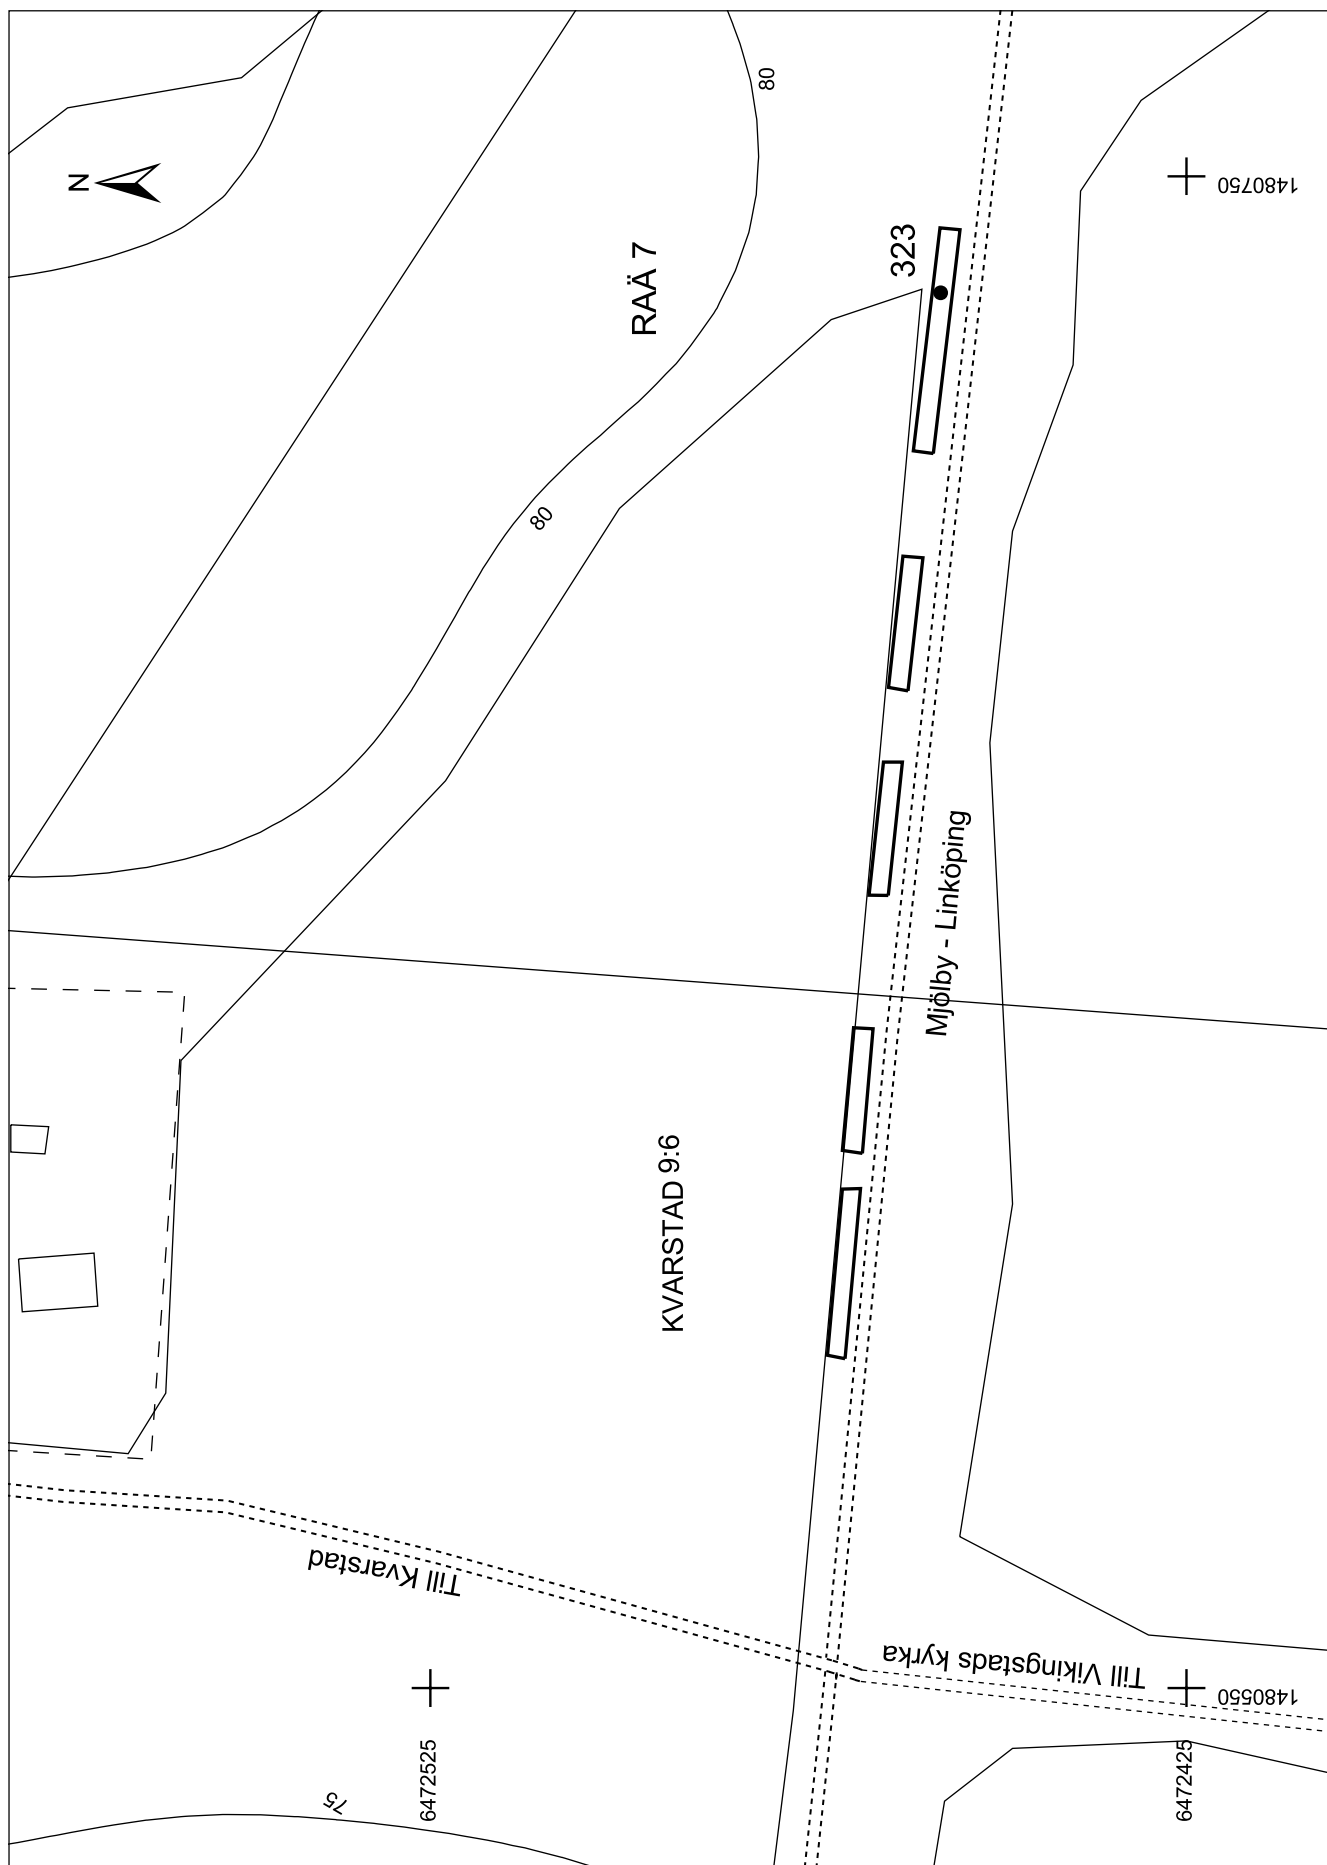 80
N
1480750
323
RAÄ 7
80
Mjölby - Linköping
KVARSTAD 9:6
Till Kvarstad
Till Vikingstads kyrka
1480550
6472525
6472425
75